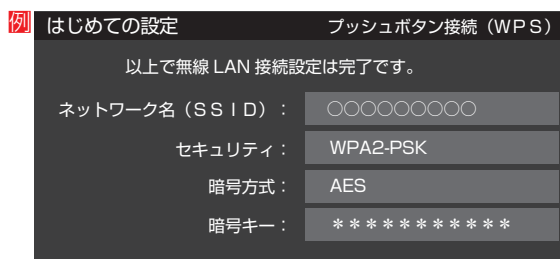 例 はじめての設定 プッシュボタン接続（WPS）
以上で無線 LAN 接続設定は完了です。
ネットワーク名（SSID）： ○○○○○○○○○
セキュリティ： WPA2-PSK
暗号方式： AES
暗号キー： ＊＊＊＊＊＊＊＊＊＊＊